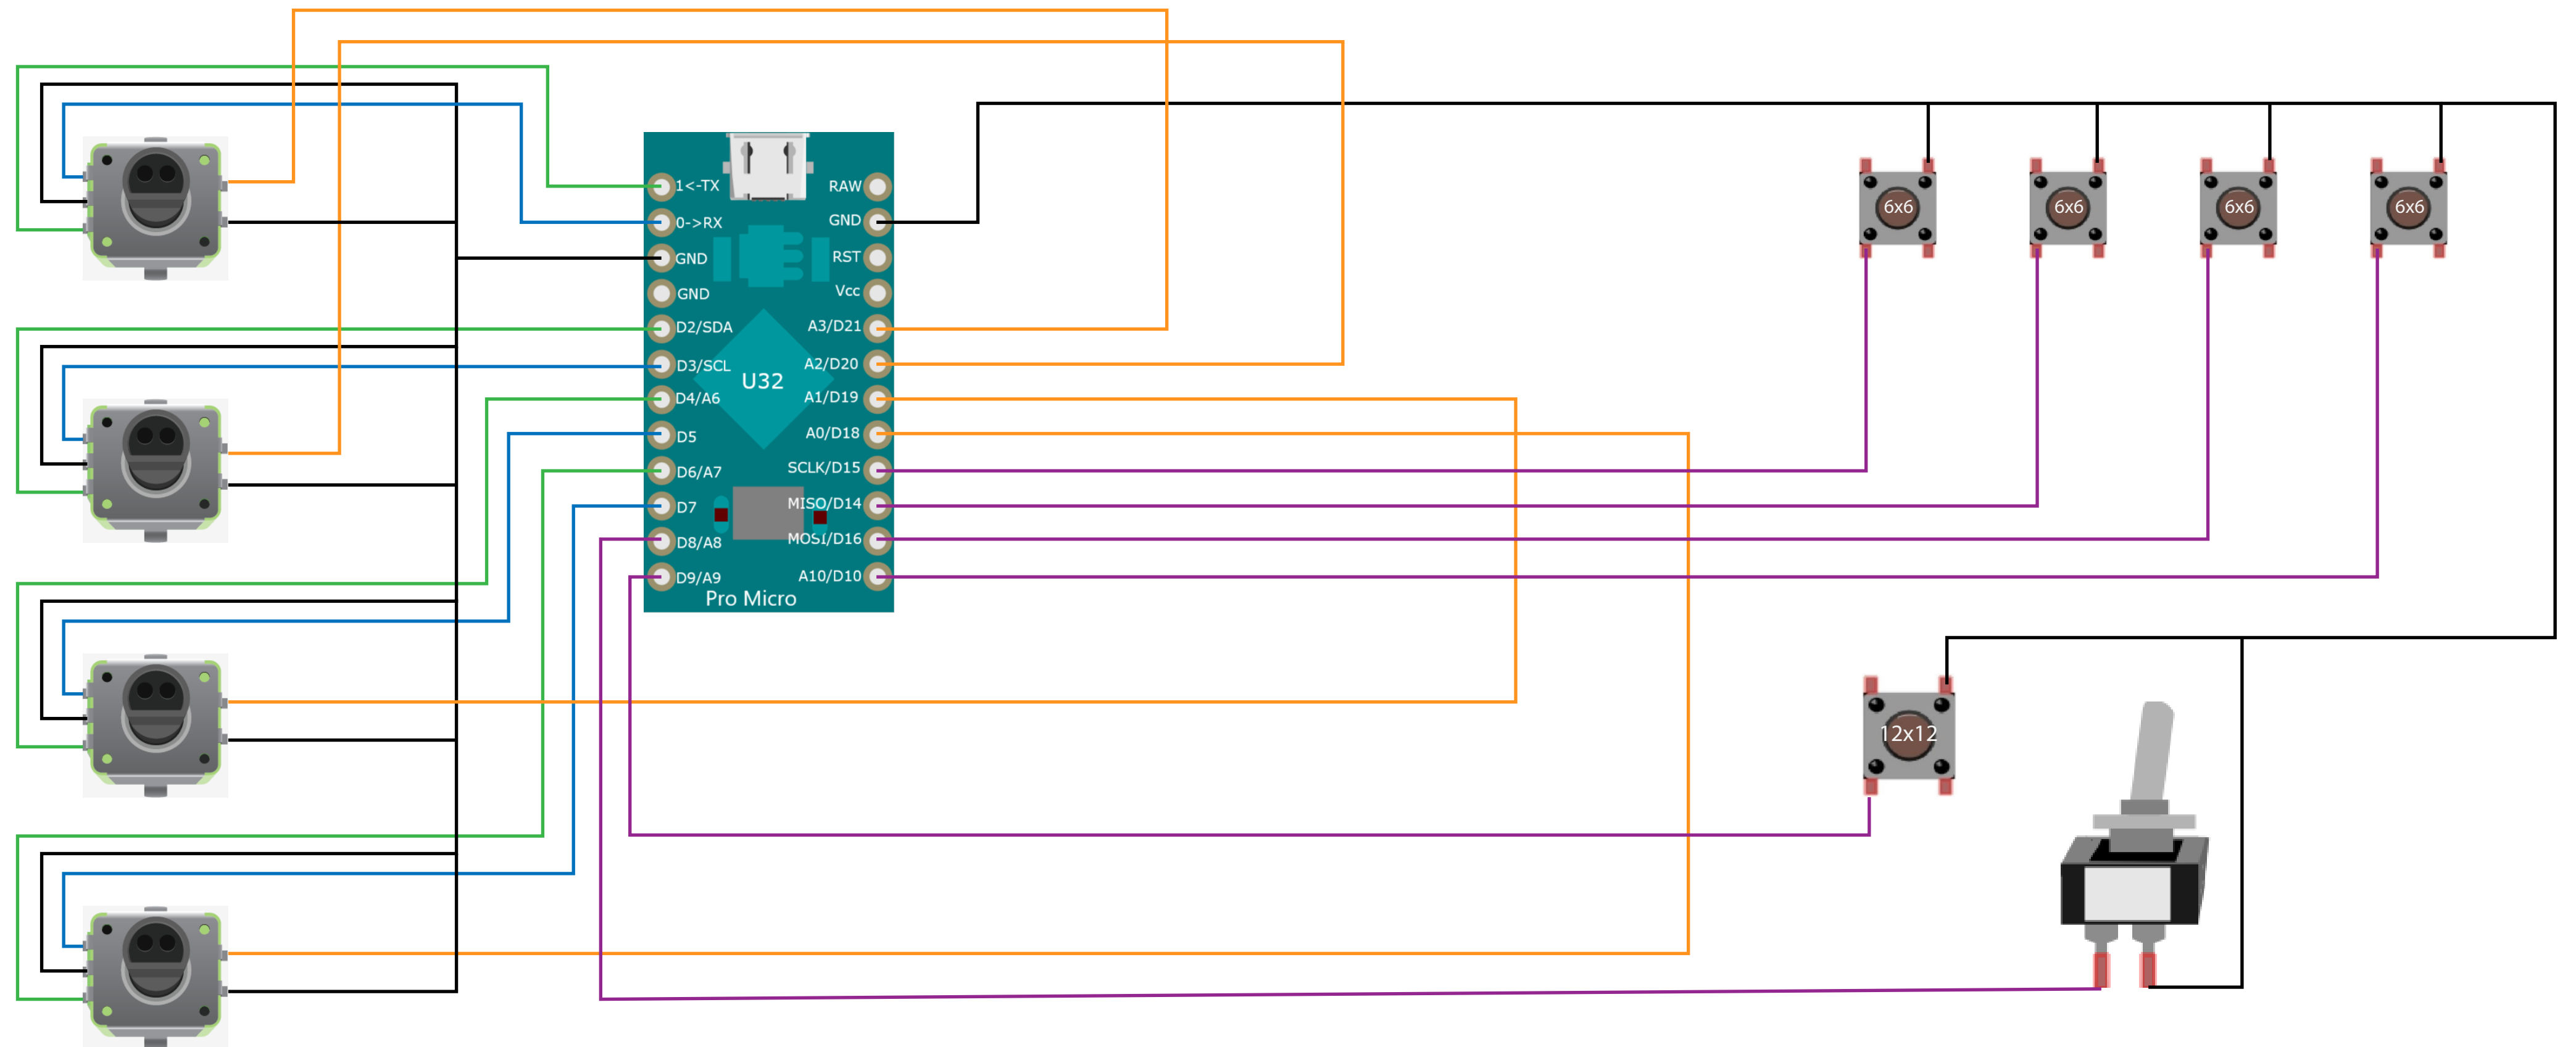 6x6
6x6
6x6
6x6
1<-TX
0->RX
GND
GND
D2/SDA
D3/SCL
D4/A6
D5
D6/A7
D7
D8/A8
D9/A9
RAW
GND
RST
Vcc
A3/D21
A2/D20
A1/D19
A0/D18
SCLK/D15
MISO/D14
MOSI/D16
A10/D10
U32
Pro Micro
12x12